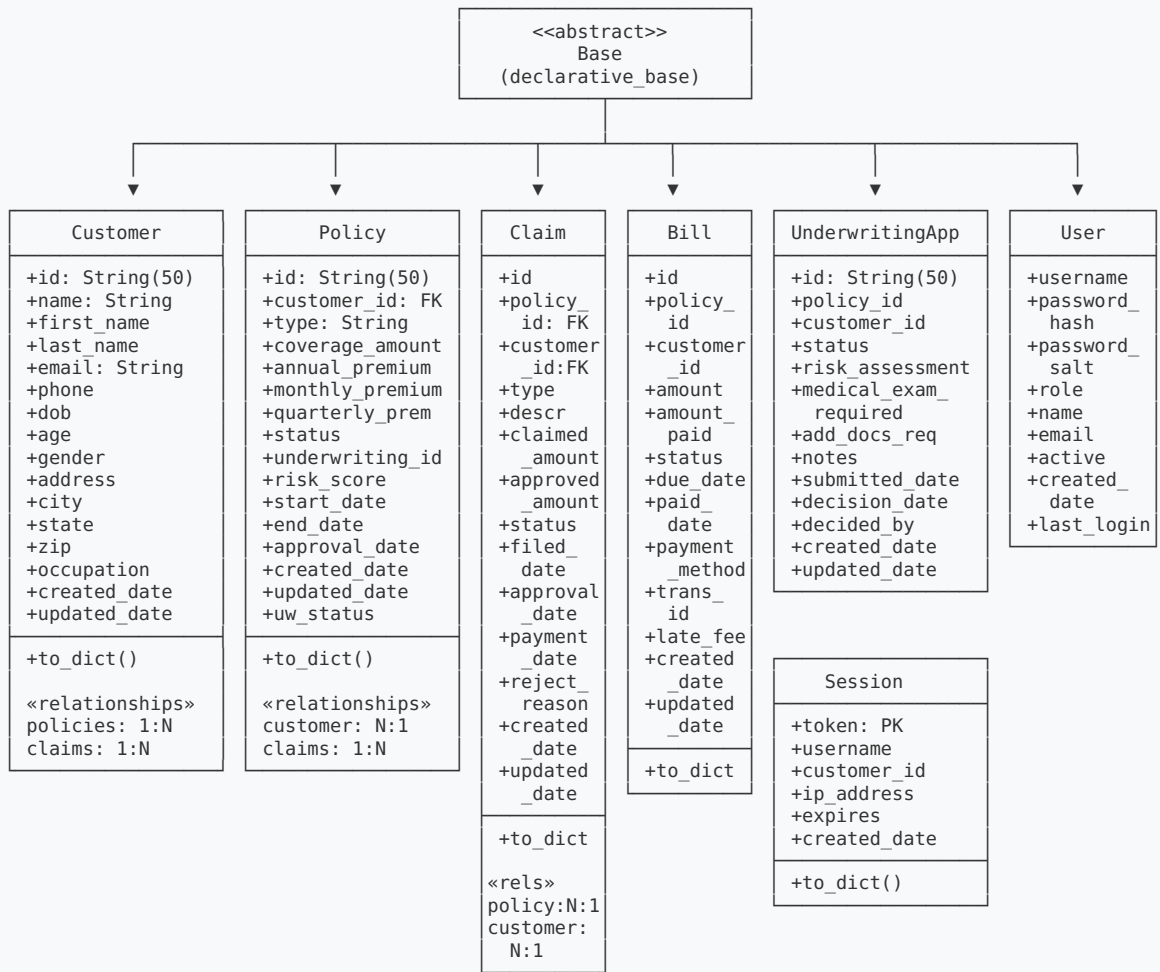 <<abstract>>
Base
(declarative_base)
Customer
+id: String(50)
+name: String
+first_name
+last_name
+email: String
+phone
+dob
+age
+gender
+address
+city
+state
+zip
+occupation
+created_date
+updated_date
+to_dict()
«relationships»
policies: 1:N
claims: 1:N
Policy
+id: String(50)
+customer_id: FK
+type: String
+coverage_amount
+annual_premium
+monthly_premium
+quarterly_prem
+status
+underwriting_id
+risk_score
+start_date
+end_date
+approval_date
+created_date
+updated_date
+uw_status
+to_dict()
«relationships»
customer: N:1
claims: 1:N
Claim
+id
+policy_
id: FK
+customer
_id:FK
+type
+descr
+claimed
_amount
+approved
_amount
+status
+filed_
date
+approval
_date
+payment
_date
+reject_
reason
+created
_date
+updated
_date
+to_dict
«rels»
policy:N:1
customer:
N:1
Bill
+id
+policy_
id
+customer
_id
+amount
+amount_
paid
+status
+due_date
+paid_
date
+payment
_method
+trans_
id
+late_fee
+created
_date
+updated
_date
+to_dict
UnderwritingApp
+id: String(50)
+policy_id
+customer_id
+status
+risk_assessment
+medical_exam_
required
+add_docs_req
+notes
+submitted_date
+decision_date
+decided_by
+created_date
+updated_date
Session
+token: PK
+username
+customer_id
+ip_address
+expires
+created_date
+to_dict()
User
+username
+password_
hash
+password_
salt
+role
+name
+email
+active
+created_
date
+last_login